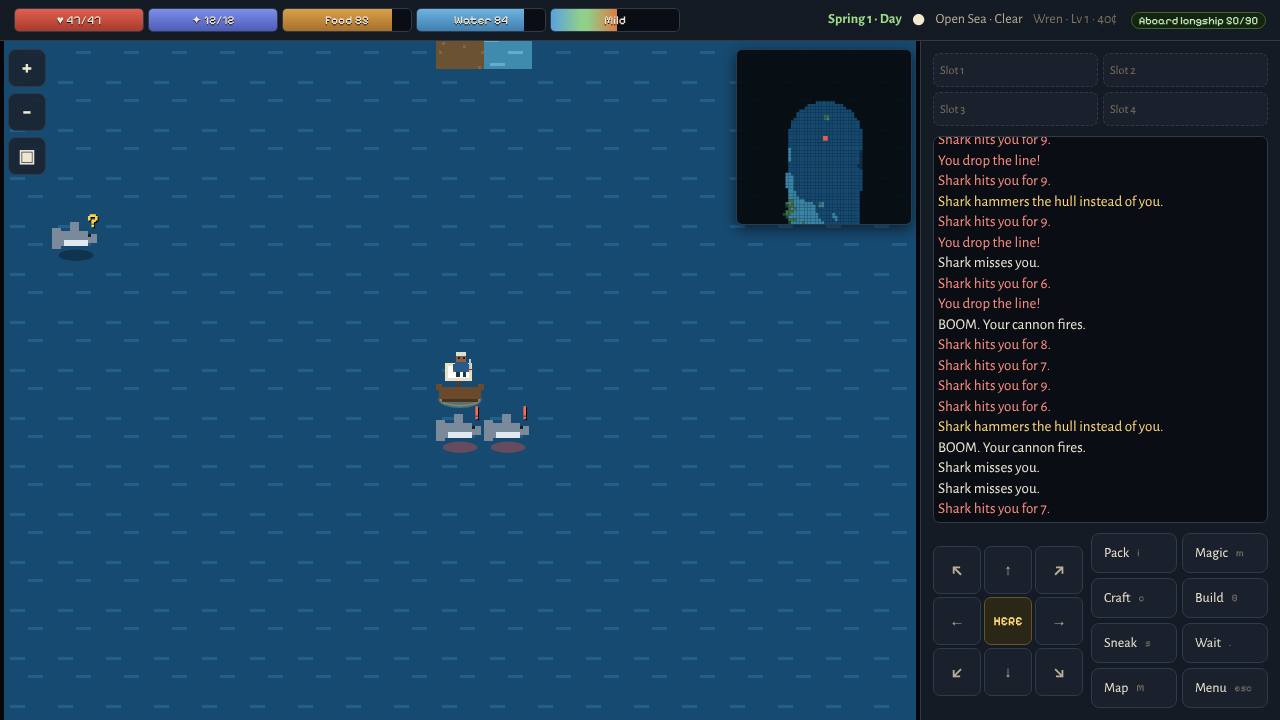 ♥ 47/47
✦ 12/12
Food 93
Water 94
Mild
Spring 1 · Day
Open Sea · Clear
Wren · Lv 1 · 40¢
Aboard longship 80/90
+
-
?
!
!
Slot 1
Slot 2
Slot 3
Slot 4
Shark hits you for 9.
You drop the line!
Shark hits you for 9.
Shark hammers the hull instead of you.
Shark hits you for 9.
You drop the line!
Shark misses you.
Shark hits you for 6.
You drop the line!
BOOM. Your cannon fires.
Shark hits you for 8.
Shark hits you for 7.
Shark hits you for 9.
Shark hits you for 6.
Shark hammers the hull instead of you.
BOOM. Your cannon fires.
Shark misses you.
Shark misses you.
Shark hits you for 7.
↖ ↑ ↗
← HERE →
↙ ↓ ↘
Pack i
Magic m
Craft c
Build B
Sneak s
Wait .
Map M
Menu esc